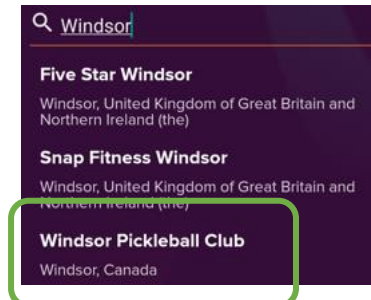 Windsor
Five Star Windsor
Windsor, United Kingdom of Great Britain and
Northern Ireland (the)
Snap Fitness Windsor
Windsor, United Kingdom of Great Britain and
Northern Ireland (the)
Windsor Pickleball Club
Windsor, Canada